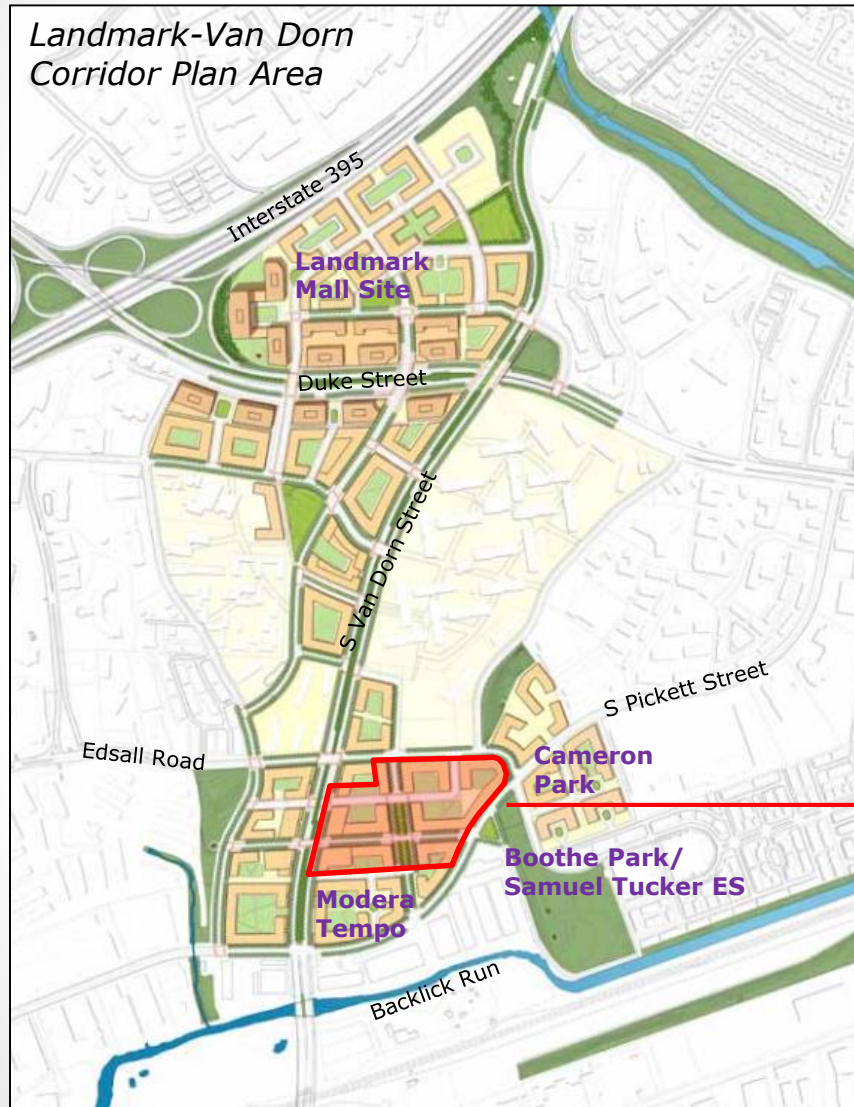 Landmark-Van Dorn
Corridor Plan Area
Interstate 395
Landmark
Mall Site
Duke Street
S Van Dorn Street
S Pickett Street
Edsall Road
Cameron
Park
Boothe Park/
Samuel Tucker ES
Modera
Tempo
Backlick Run